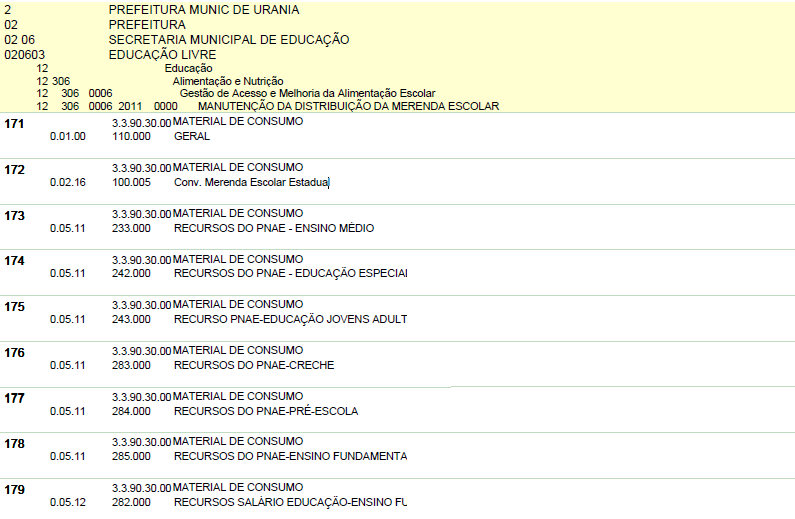 2 PREFEITURA MUNIC DE URANIA
02 PREFEITURA
02 06 SECRETARIA MUNICIPAL DE EDUCAÇÃO
020603 EDUCAÇÃO LIVRE
12 Educação
12 306 Alimentação e Nutrição
12 306 0006 Gestão de Acesso e Melhoria da Alimentação Escolar
12 306 0006 2011 0000 MANUTENÇÃO DA DISTRIBUIÇÃO DA MERENDA ESCOLAR
171 3.3.90.30.00 MATERIAL DE CONSUMO
0.01.00 110.000 GERAL
172 3.3.90.30.00 MATERIAL DE CONSUMO
0.02.16 100.005 Conv. Merenda Escolar Estadual
173 3.3.90.30.00 MATERIAL DE CONSUMO
0.05.11 233.000 RECURSOS DO PNAE - ENSINO MÉDIO
174 3.3.90.30.00 MATERIAL DE CONSUMO
0.05.11 242.000 RECURSOS DO PNAE - EDUCAÇÃO ESPECIAL
175 3.3.90.30.00 MATERIAL DE CONSUMO
0.05.11 243.000 RECURSO PNAE-EDUCAÇÃO JOVENS ADULT
176 3.3.90.30.00 MATERIAL DE CONSUMO
0.05.11 283.000 RECURSOS DO PNAE-CRECHE
177 3.3.90.30.00 MATERIAL DE CONSUMO
0.05.11 284.000 RECURSOS DO PNAE-PRÉ-ESCOLA
178 3.3.90.30.00 MATERIAL DE CONSUMO
0.05.11 285.000 RECURSOS DO PNAE-ENSINO FUNDAMENTA
179 3.3.90.30.00 MATERIAL DE CONSUMO
0.05.12 282.000 RECURSOS SALÁRIO EDUCAÇÃO-ENSINO FU